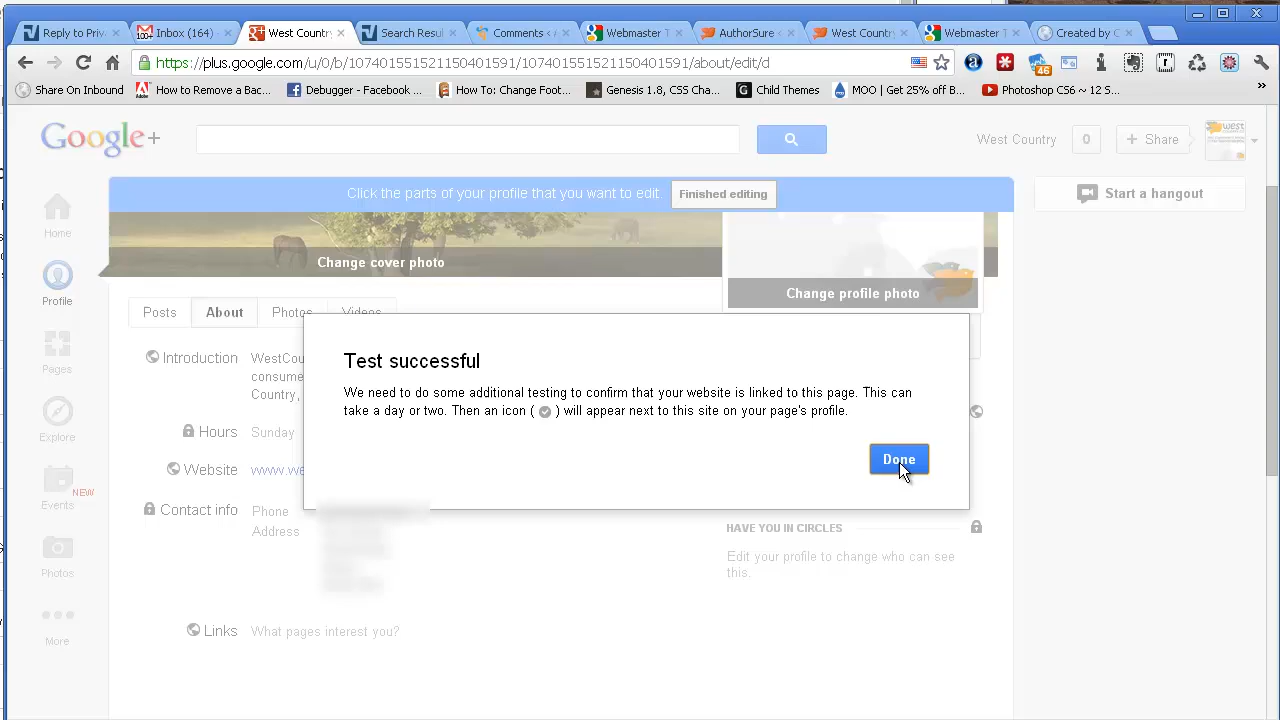 Reply to Priv
Inbox (164)
West Countr
Search Resul
Comments ‹
Webmaster T
AuthorSure
West Country
Webmaster T
Created by C
https://plus.google.com/u/0/b/107401551521150401591/107401551521150401591/about/edit/d
46
Share On Inbound
How to Remove a Bac...
Debugger - Facebook ...
How To: Change Foot...
Genesis 1.8, CSS Cha...
Child Themes
MOO | Get 25% off B...
Photoshop CS6 ~ 12 S...
Google+
West Country
0
+ Share
Click the parts of your profile that you want to edit.
Finished editing
Start a hangout
Home
Change cover photo
Change profile photo
Profile
Posts
About
Photos
Videos
Pages
Introduction
WestCou
consume
Country,
Test successful
We need to do some additional testing to confirm that your website is linked to this page. This can
take a day or two. Then an icon ( ) will appear next to this site on your page's profile.
Done
Explore
Hours
Sunday
Website
www.we
Events
NEW
Contact info
Phone
Address
HAVE YOU IN CIRCLES
Edit your profile to change who can see
this.
Photos
Links
What pages interest you?
More